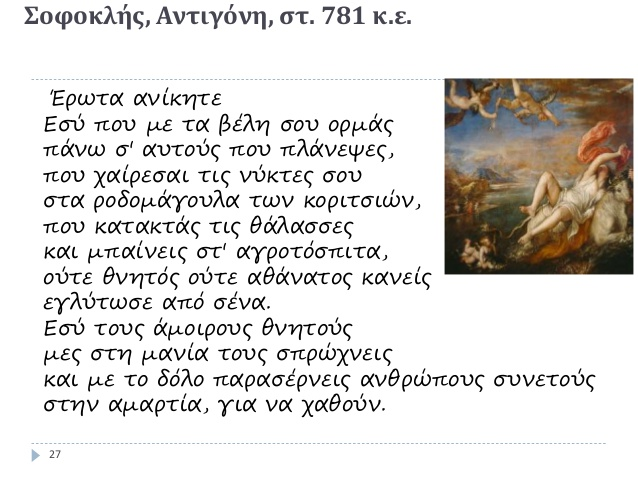 Σοφοκλής, Αντιγόνη, στ. 781 κ.ε.
Έρωτα ανίκητε
Εσύ που με τα βέλη σου ορμάς
πάνω σ' αυτούς που πλάνεψες,
που χαίρεσαι τις νύκτες σου
στα ροδομάγουλα των κοριτσιών,
που κατακτάς τις θάλασσες
και μπαίνεις στ' αγροτόσπιτα,
ούτε θνητός ούτε αθάνατος κανείς
εγλύτωσε από σένα.
Εσύ τους άμοιρους θνητούς
μες στη μανία τους σπρώχνεις
και με το δόλο παρασέρνεις ανθρώπους συνετούς
στην αμαρτία, για να χαθούν.
27